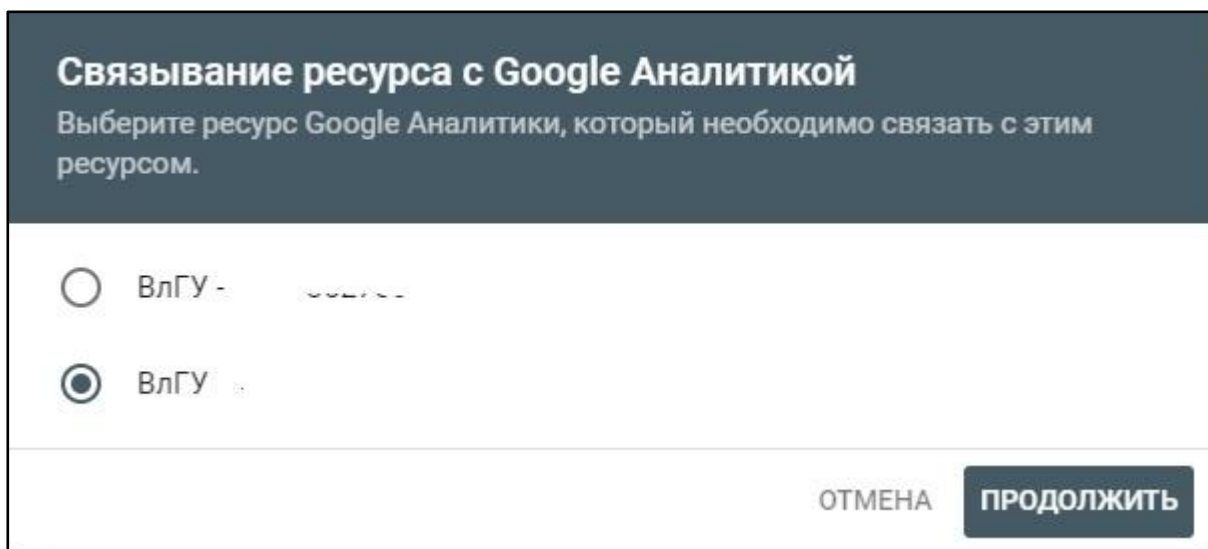 Связывание ресурса с Google Аналитикой
Выберите ресурс Google Аналитики, который необходимо связать с этим
ресурсом.
ВлГУ -
ВлГУ
ОТМЕНА ПРОДОЛЖИТЬ